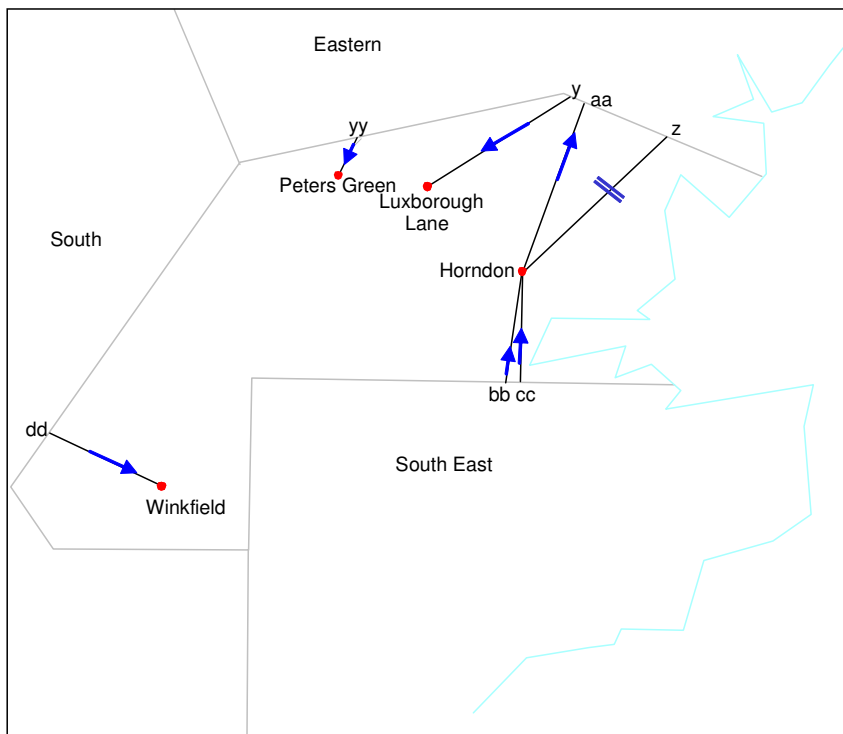 Eastern
y
aa
yy
z
Peters Green
Luxborough
Lane
South
Horndon
bb cc
dd
South East
Winkfield